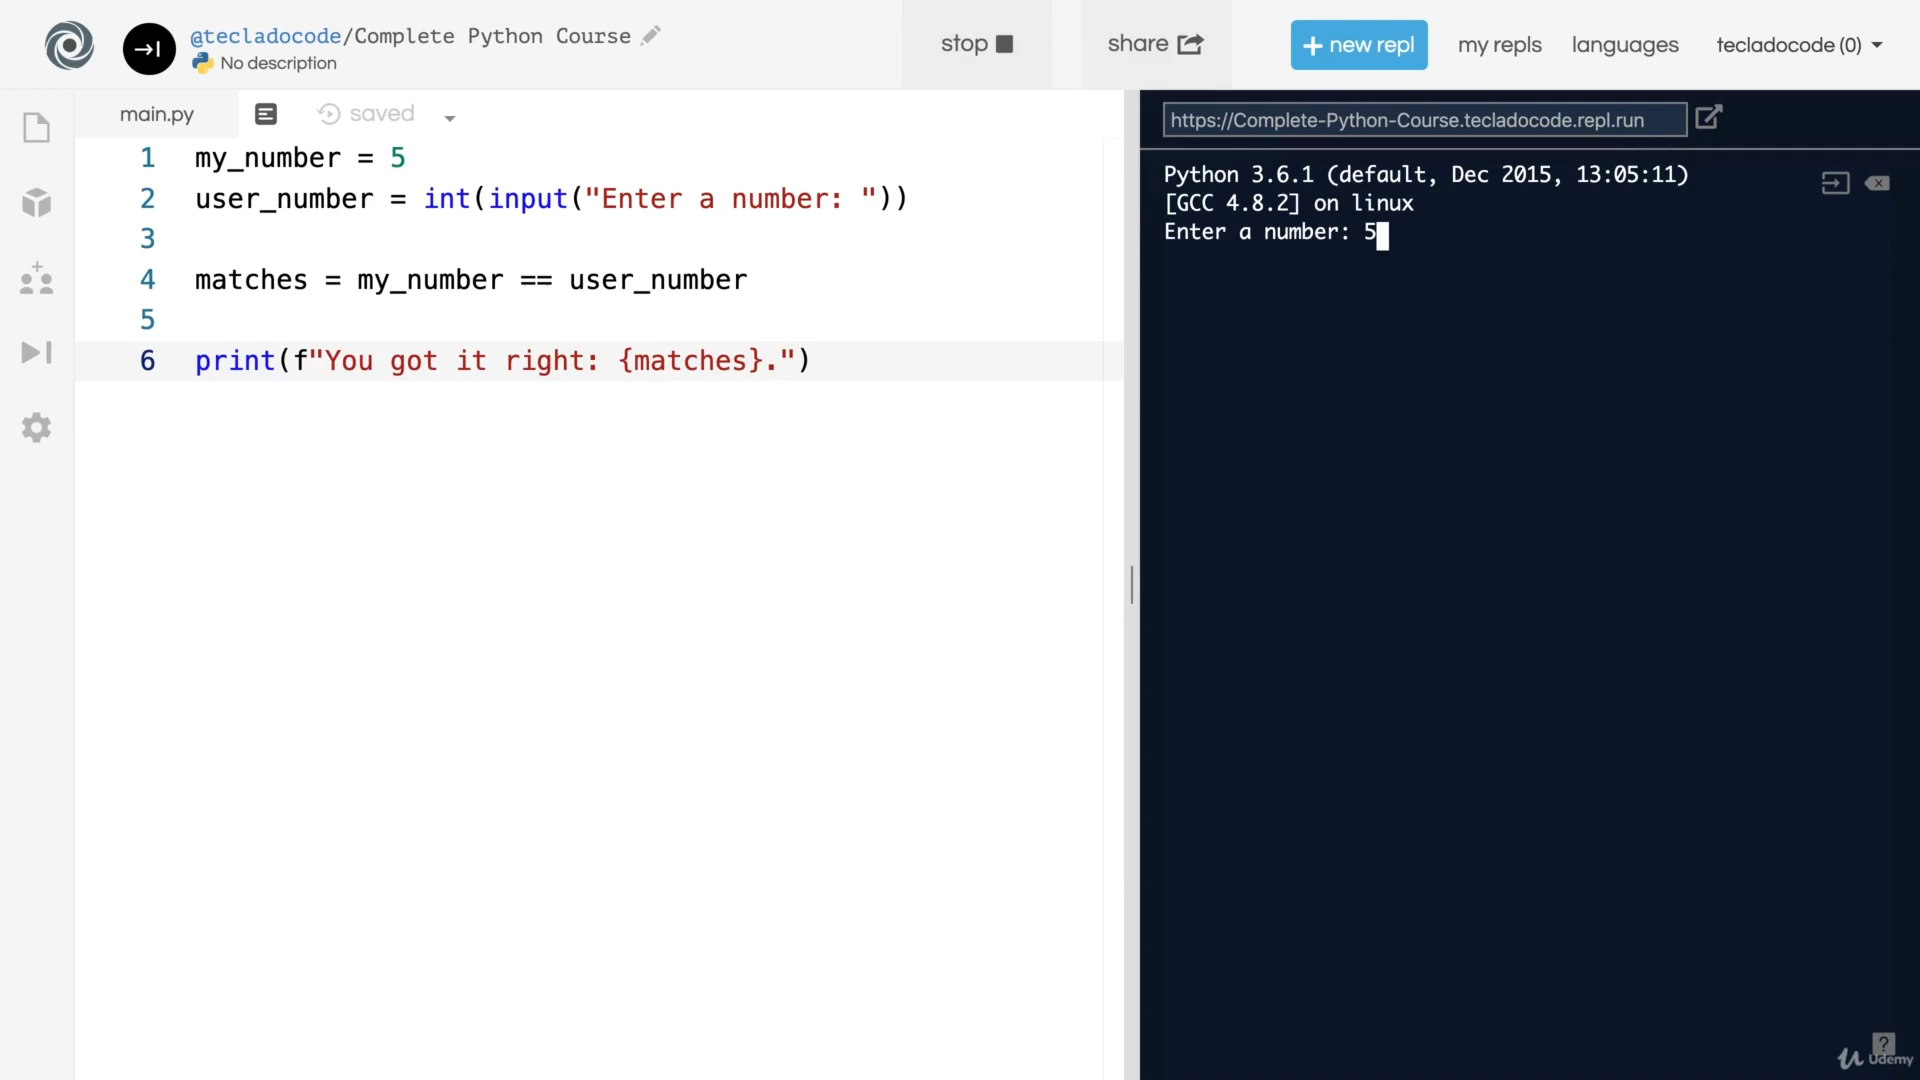 @tecladocode/Complete Python Course
No description
stop
share
+ new repl
my repls
languages
tecladocode (0)
main.py
saved
https://Complete-Python-Course.tecladocode.repl.run
1 my_number = 5
2 user_number = int(input("Enter a number: "))
3
4 matches = my_number == user_number
5
6 print(f"You got it right: {matches}.")
Python 3.6.1 (default, Dec 2015, 13:05:11)
[GCC 4.8.2] on linux
Enter a number: 5
?
Udemy